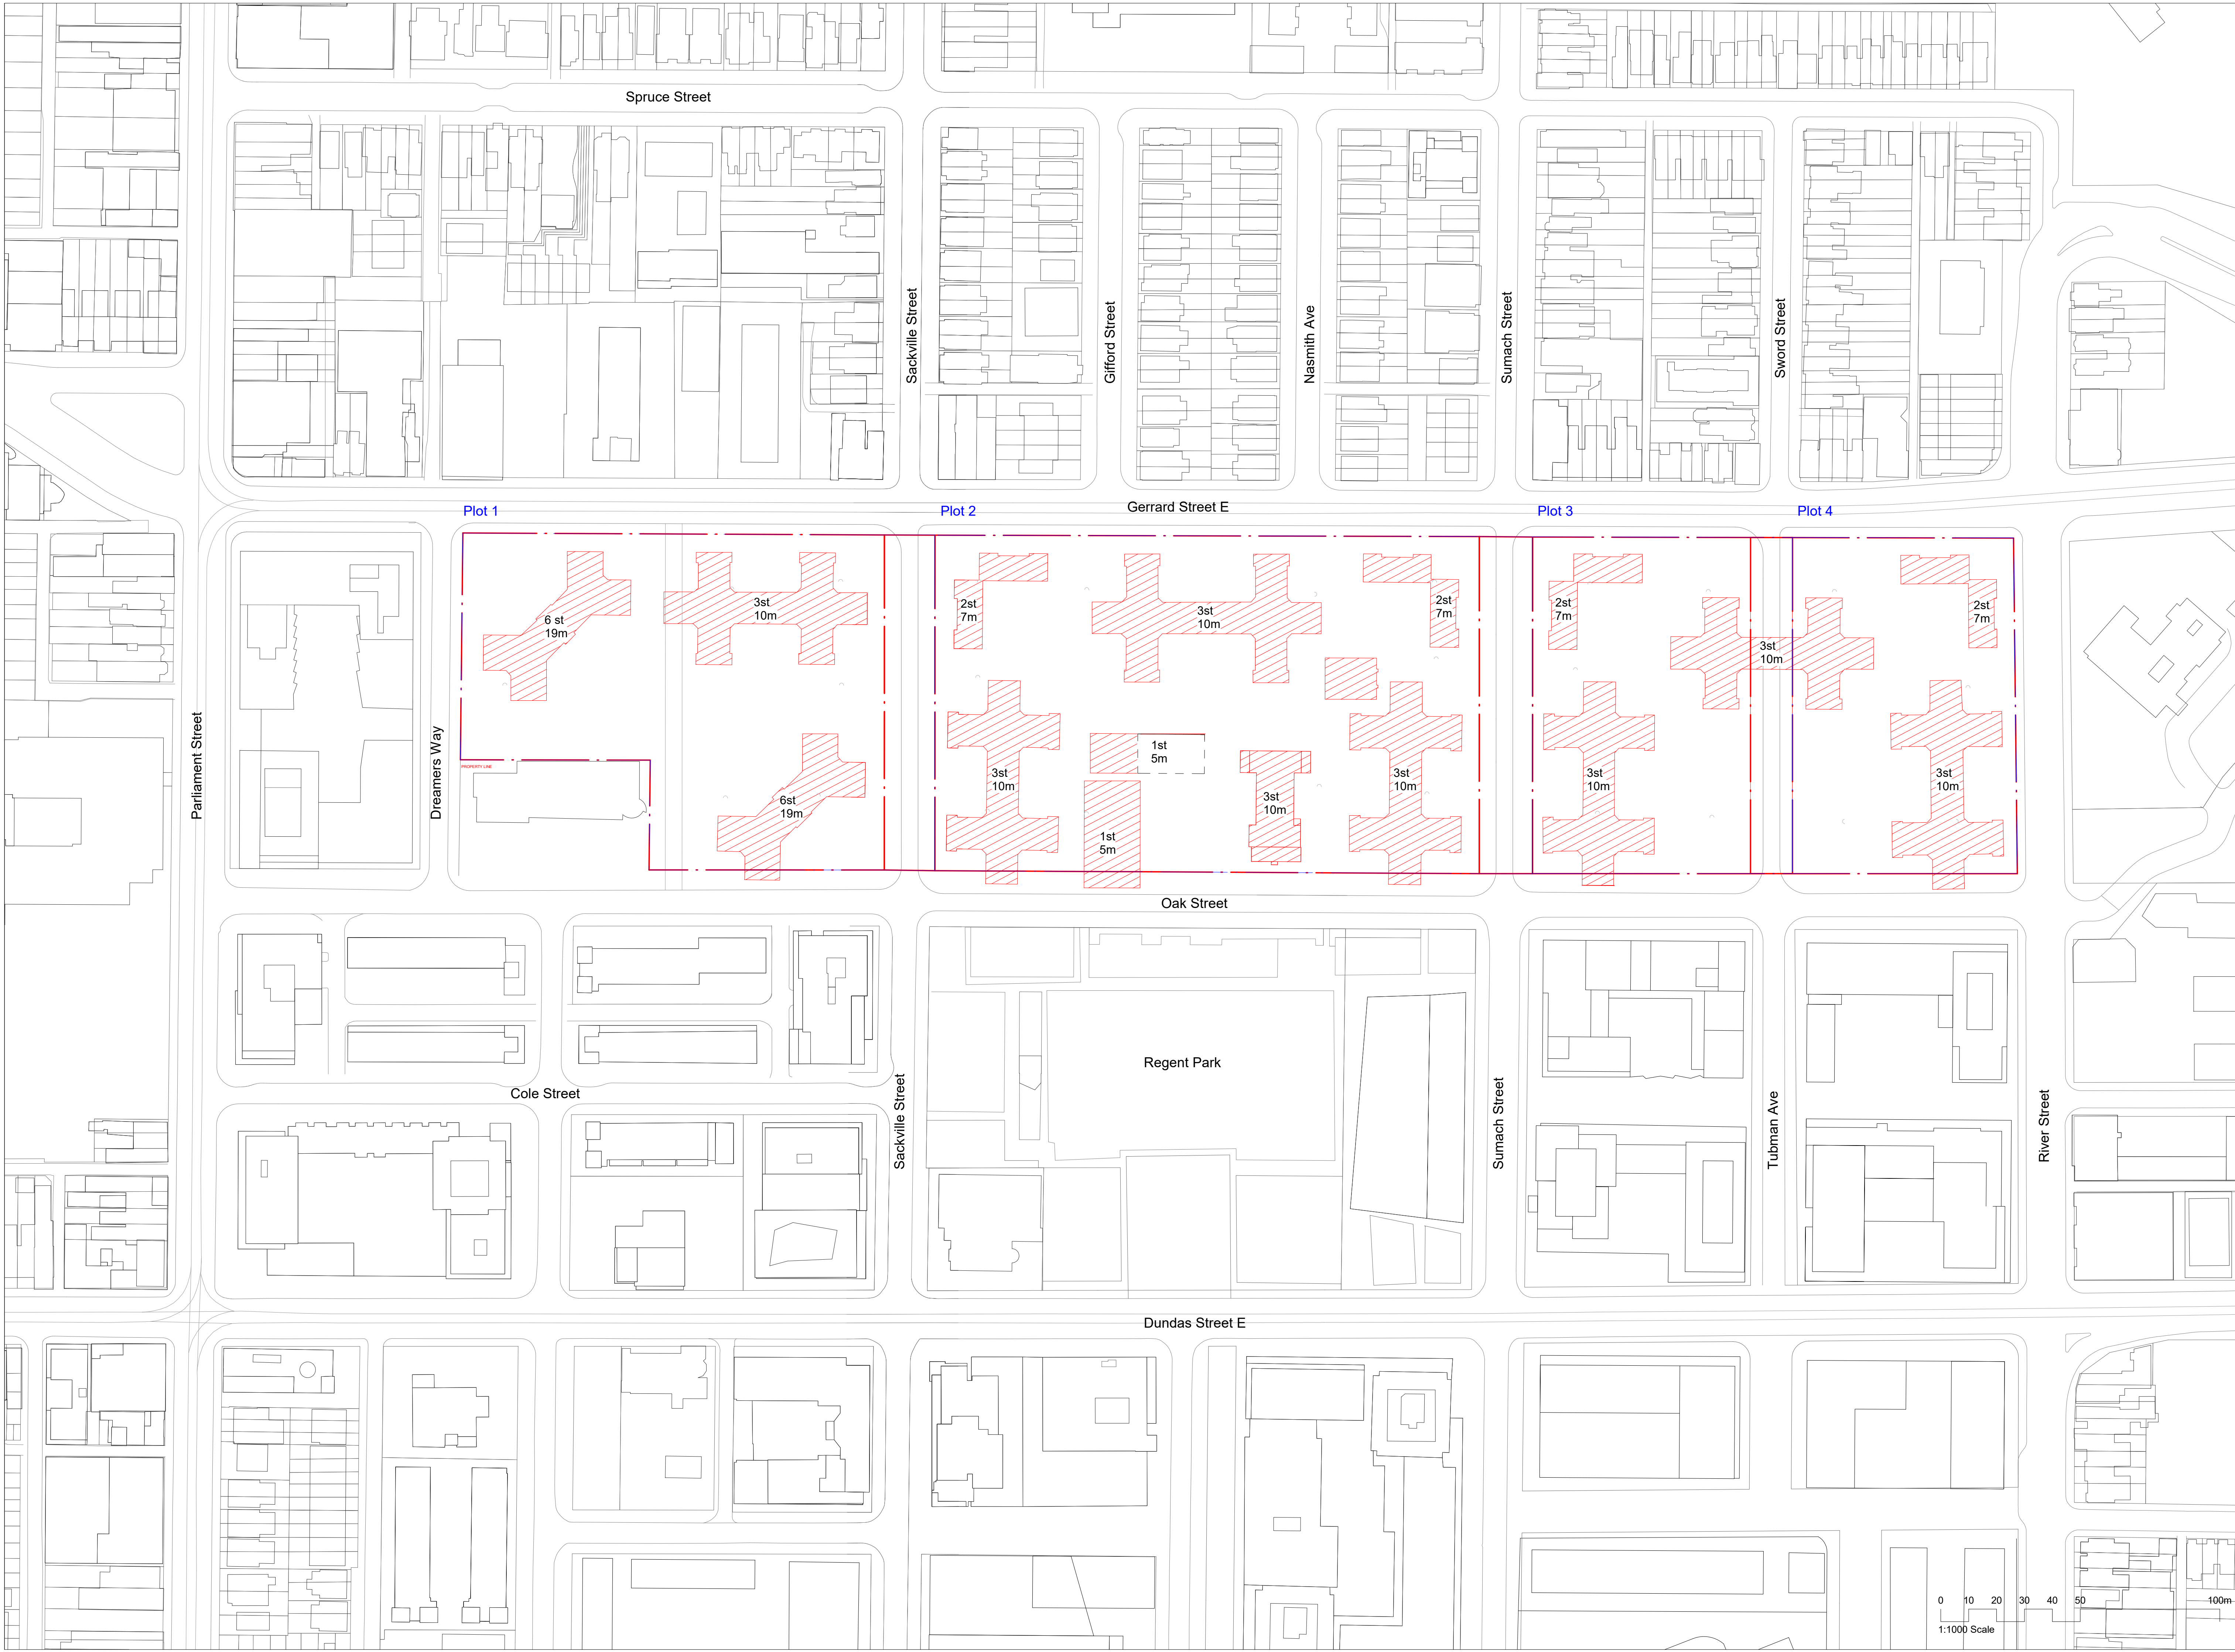 Spruce Street
Sackville Street
Gifford Street
Nasmith Ave
Sumach Street
Sword Street
Gerrard Street E
Plot 1
Plot 2
Plot 3
Plot 4
6 st
19m
3st
10m
2st
7m
3st
10m
2st
7m
2st
7m
3st
10m
2st
7m
Parliament Street
Dreamers Way
PROPERTY LINE
6st
19m
3st
10m
1st
5m
1st
5m
3st
10m
3st
10m
3st
10m
3st
10m
Oak Street
Regent Park
Cole Street
Sackville Street
Sumach Street
Tubman Ave
River Street
Dundas Street E
0 10 20 30 40 50 100m
1:1000 Scale